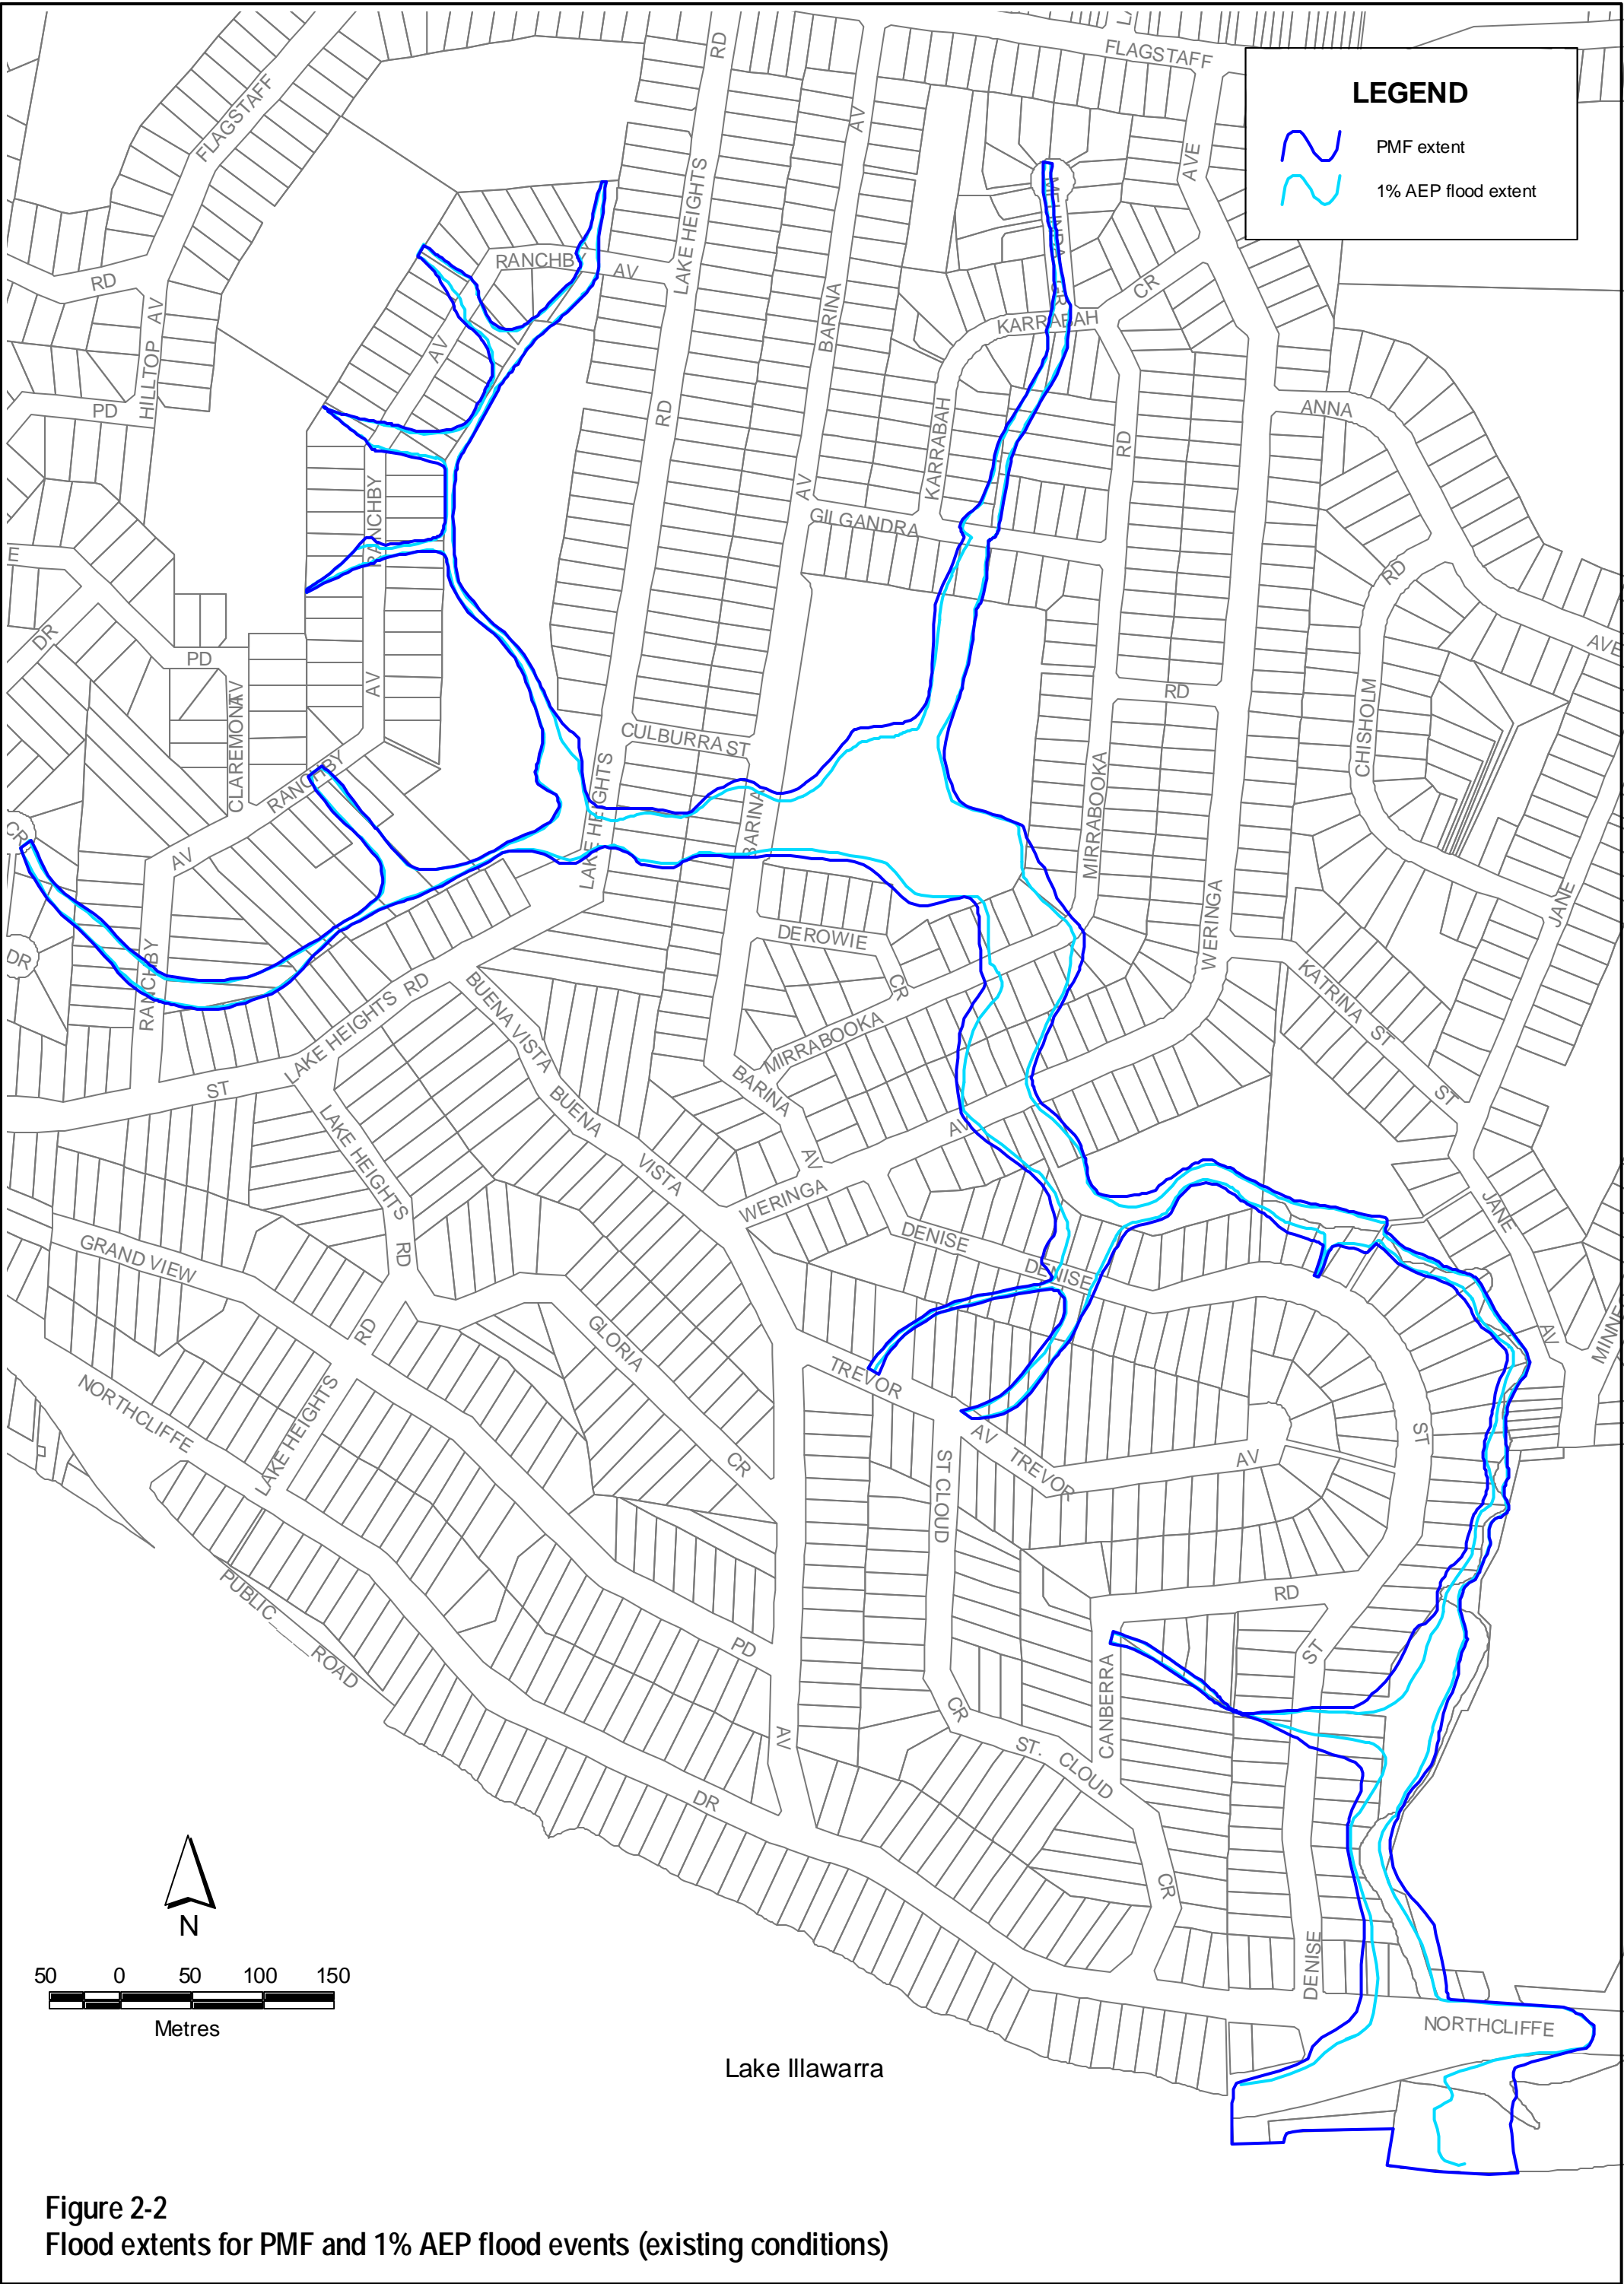 FLAGSTAFF
RD
FLAGSTAFF
LEGEND
PMF extent
1% AEP flood extent
AV
AVE
LAKE HEIGHTS
MELINDA CR
RANCHBY
AV
RD
HILLTOP AV
BARINA
CR
KARRABAH
AV
PD
RD
ANNA
KARRABAH
RD
AV
RANCHBY
GILGANDRA
E
RD
DR
AVE
PD
AV
RD
CLAREMONT
AV
CHISHOLM
CULBURRA ST
RANCHBY
LAKE HEIGHTS
BARINA
MIRRABOOKA
CR
AV
JANE
WERINGA
DEROWIE
DR
CR
RANCHBY
LAKE HEIGHTS RD
BUENA VISTA
KATRINA ST
MIRRABOOKA
BARINA
ST
ST
BUENA
LAKE HEIGHTS
AV
AV
VISTA
WERINGA
JANE
GRAND VIEW
RD
DENISE
DENISE
RD
GLORIA
AV
MINNE
TREVOR
NORTHCLIFFE
LAKE HEIGHTS
ST
AV
TREVOR
AV
CR
ST CLOUD
RD
PUBLIC ROAD
PD
ST
CANBERRA
CR
AV
ST. CLOUD
DR
CR
N
DENISE
50 0 50 100 150
Metres
NORTHCLIFFE
Lake Illawarra
Figure 2-2
Flood extents for PMF and 1% AEP flood events (existing conditions)